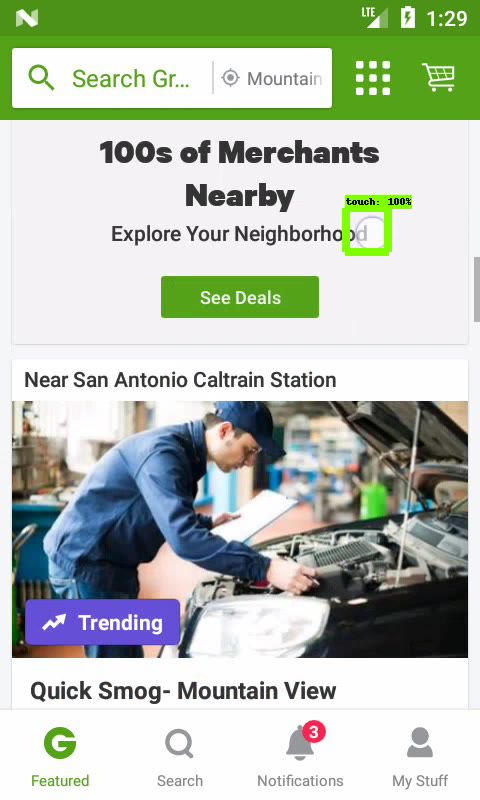 LTE 1:29
Search Gr... Mountain
100s of Merchants
Nearby
touch: 100%
Explore Your Neighborhood
See Deals
Near San Antonio Caltrain Station
Trending
Quick Smog- Mountain View
3
Featured Search Notifications My Stuff